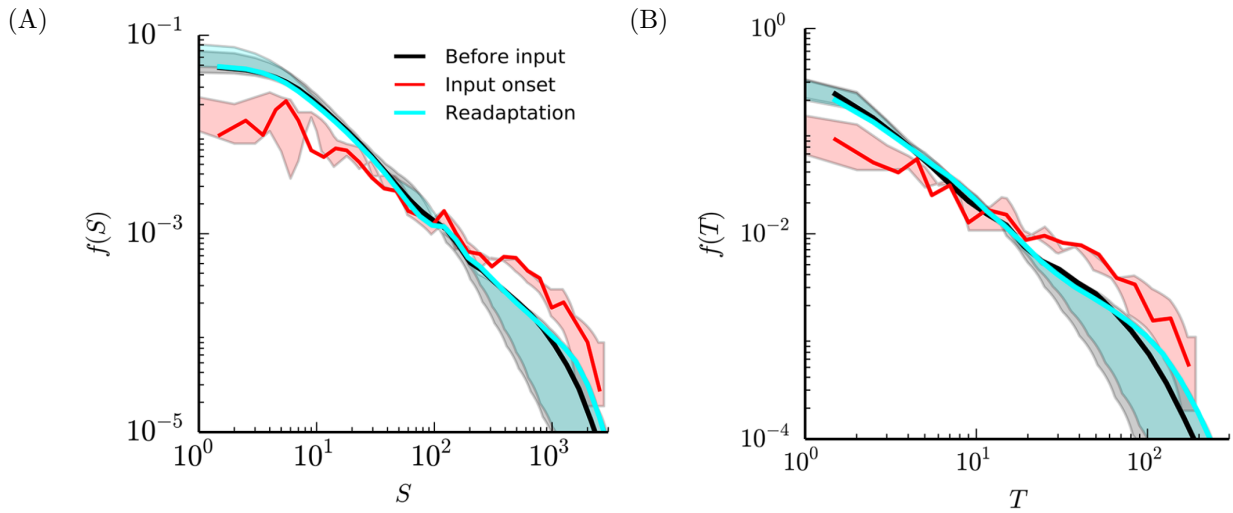 (A)
(B)
10^{-1}
10^{-3}
10^{-5}
f(S)
10^0
10^1
10^2
10^3
S
Before input
Input onset
Readaptation
10^0
10^{-2}
10^{-4}
f(T)
10^0
10^1
10^2
T